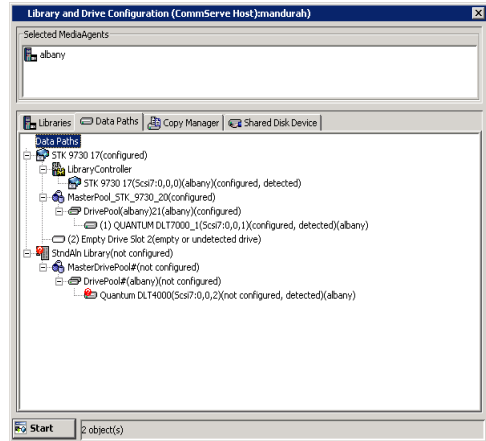 Library and Drive Configuration (CommServe Host):mandurah)
Selected MediaAgents
albany
Libraries Data Paths Copy Manager Shared Disk Device
Data Paths
STK 9730 17(configured)
LibraryController
STK 9730 17(Scsi7:0,0,0)(albany)(configured, detected)
MasterPool_STK_9730_20(configured)
DrivePool(albany)21(albany)(configured)
(1) QUANTUM DLT7000_1(Scsi7:0,0,1)(configured, detected)(albany)
(2) Empty Drive Slot 2(empty or undetected drive)
StndAln Library(not configured)
MasterDrivePool#(not configured)
DrivePool#(albany)(not configured)
Quantum DLT4000(Scsi7:0,0,2)(not configured, detected)(albany)
Start 2 object(s)